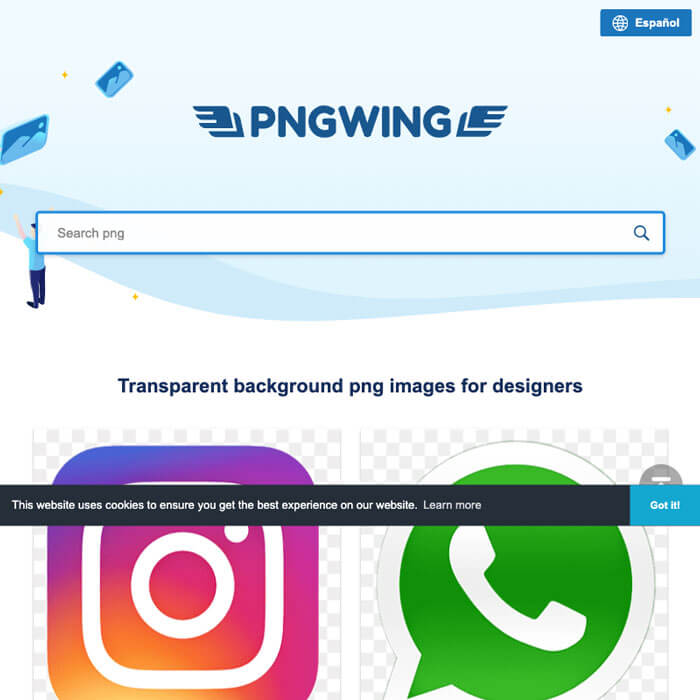 Español
PNGWING
Search png
Transparent background png images for designers
This website uses cookies to ensure you get the best experience on our website. Learn more
Got it!